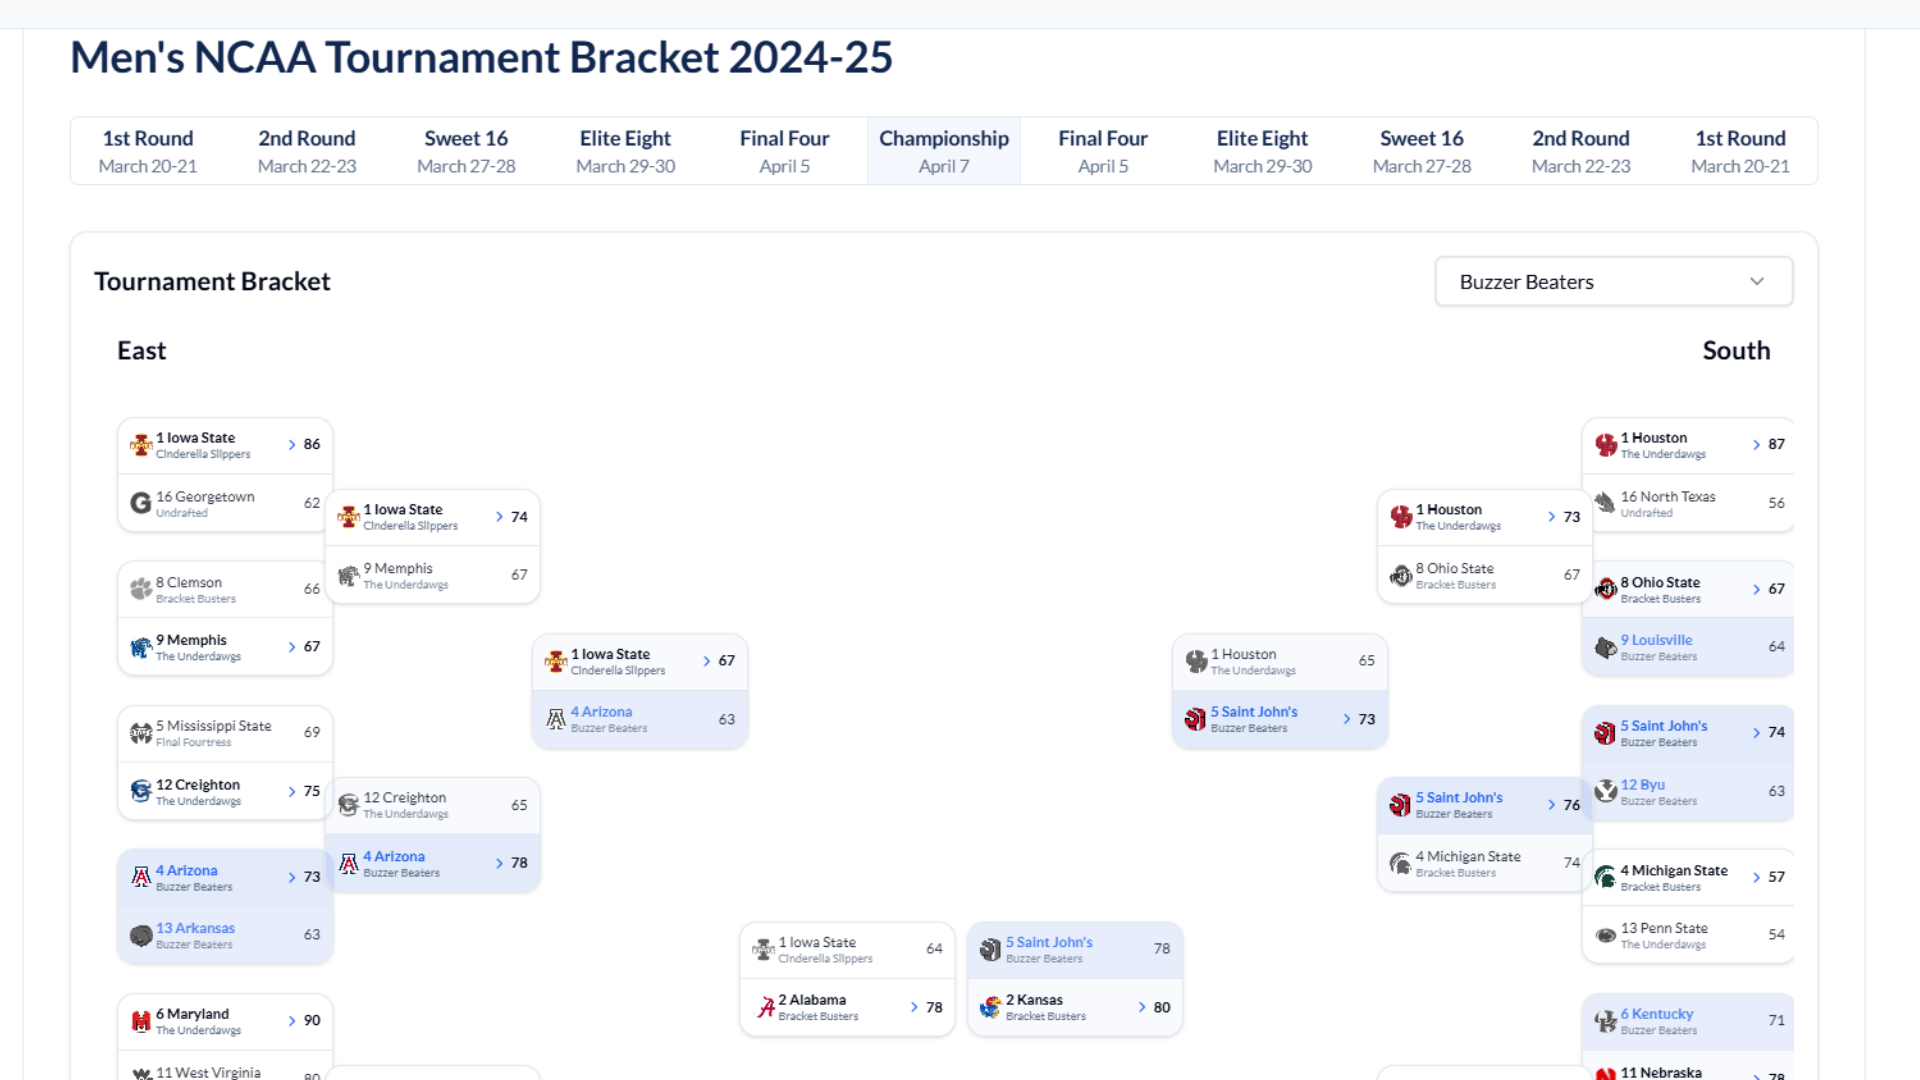 Men's NCAA Tournament Bracket 2024-25
1st Round
March 20-21
2nd Round
March 22-23
Sweet 16
March 27-28
Elite Eight
March 29-30
Final Four
April 5
Championship
April 7
Final Four
April 5
Elite Eight
March 29-30
Sweet 16
March 27-28
2nd Round
March 22-23
1st Round
March 20-21
Tournament Bracket
Buzzer Beaters
East
South
1 Iowa State 86
Cinderella Slippers
16 Georgetown 62
Undrafted
8 Clemson 66
Bracket Busters
9 Memphis 67
The Underdawgs
5 Mississippi State 69
Final Fourtress
12 Creighton 75
The Underdawgs
4 Arizona 73
Buzzer Beaters
13 Arkansas 63
Buzzer Beaters
6 Maryland 90
The Underdawgs
11 West Virginia 80
1 Iowa State 74
Cinderella Slippers
9 Memphis 67
The Underdawgs
12 Creighton 65
The Underdawgs
4 Arizona 78
Buzzer Beaters
1 Iowa State 67
Cinderella Slippers
4 Arizona 63
Buzzer Beaters
1 Iowa State 64
Cinderella Slippers
2 Alabama 78
Bracket Busters
5 Saint John's 78
Buzzer Beaters
2 Kansas 80
Bracket Busters
1 Houston 65
The Underdawgs
5 Saint John's 73
Buzzer Beaters
1 Houston 73
The Underdawgs
8 Ohio State 67
Bracket Busters
5 Saint John's 76
Buzzer Beaters
4 Michigan State 74
Bracket Busters
1 Houston 87
The Underdawgs
16 North Texas 56
Undrafted
8 Ohio State 67
Bracket Busters
9 Louisville 64
Buzzer Beaters
5 Saint John's 74
Buzzer Beaters
12 Byu 63
Buzzer Beaters
4 Michigan State 57
Bracket Busters
13 Penn State 54
The Underdawgs
6 Kentucky 71
Buzzer Beaters
11 Nebraska 78